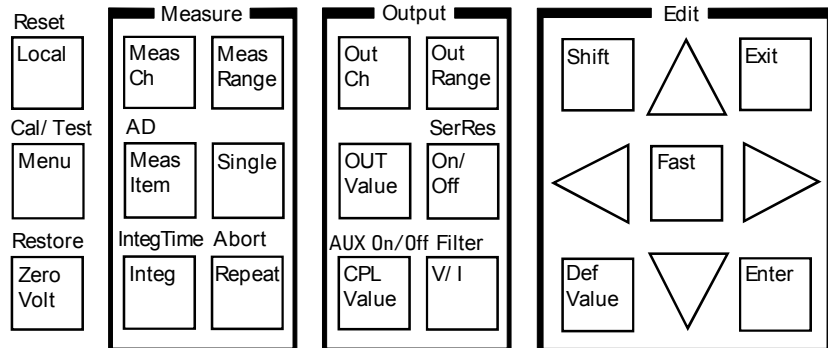 Measure
Output
Edit
Reset
Local
Meas
Ch
Meas
Range
Out
Ch
Out
Range
Shift
Exit
Cal/ Test
AD
SerRes
Menu
Meas
Item
Single
OUT
Value
On/
Off
Fast
Restore
IntegTime Abort
AUX On/Off Filter
Zero
Volt
Integ
Repeat
CPL
Value
V/ I
Def
Value
Enter